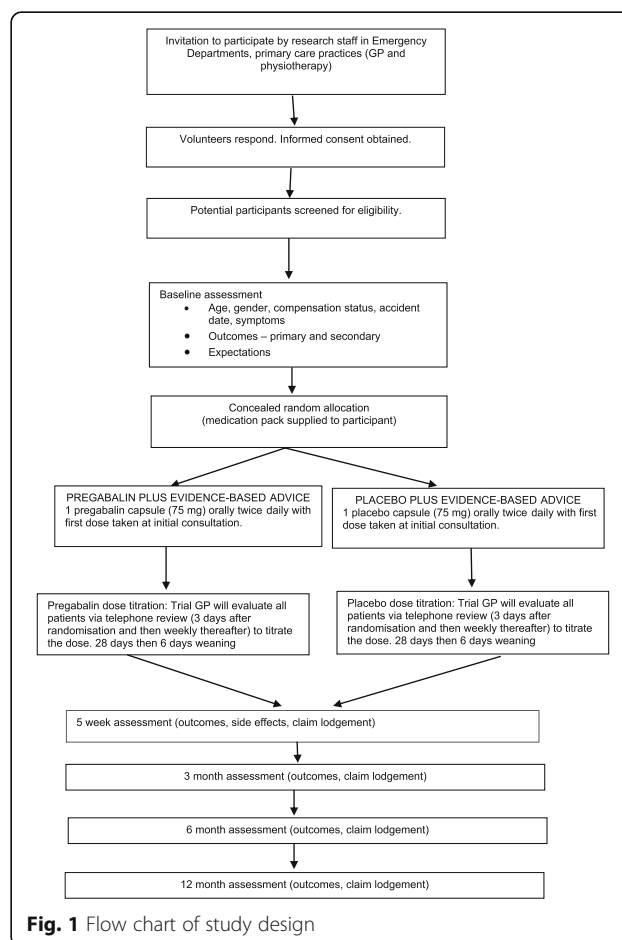 Invitation to participate by research staff in Emergency
Departments, primary care practices (GP and
physiotherapy)
Volunteers respond. Informed consent obtained.
Potential participants screened for eligibility.
Baseline assessment
• Age, gender, compensation status, accident
date, symptoms
• Outcomes – primary and secondary
• Expectations
Concealed random allocation
(medication pack supplied to participant)
PREGABALIN PLUS EVIDENCE-BASED ADVICE
1 pregabalin capsule (75 mg) orally twice daily with
first dose taken at initial consultation.
PLACEBO PLUS EVIDENCE-BASED ADVICE
1 placebo capsule (75 mg) orally twice daily with first
dose taken at initial consultation.
Pregabalin dose titration: Trial GP will evaluate all
patients via telephone review (3 days after
randomisation and then weekly thereafter) to titrate
the dose. 28 days then 6 days weaning
Placebo dose titration: Trial GP will evaluate all
patients via telephone review (3 days after
randomisation and then weekly thereafter) to titrate
the dose. 28 days then 6 days weaning
5 week assessment (outcomes, side effects, claim lodgement)
3 month assessment (outcomes, claim lodgement)
6 month assessment (outcomes, claim lodgement)
12 month assessment (outcomes, claim lodgement)
Fig. 1 Flow chart of study design